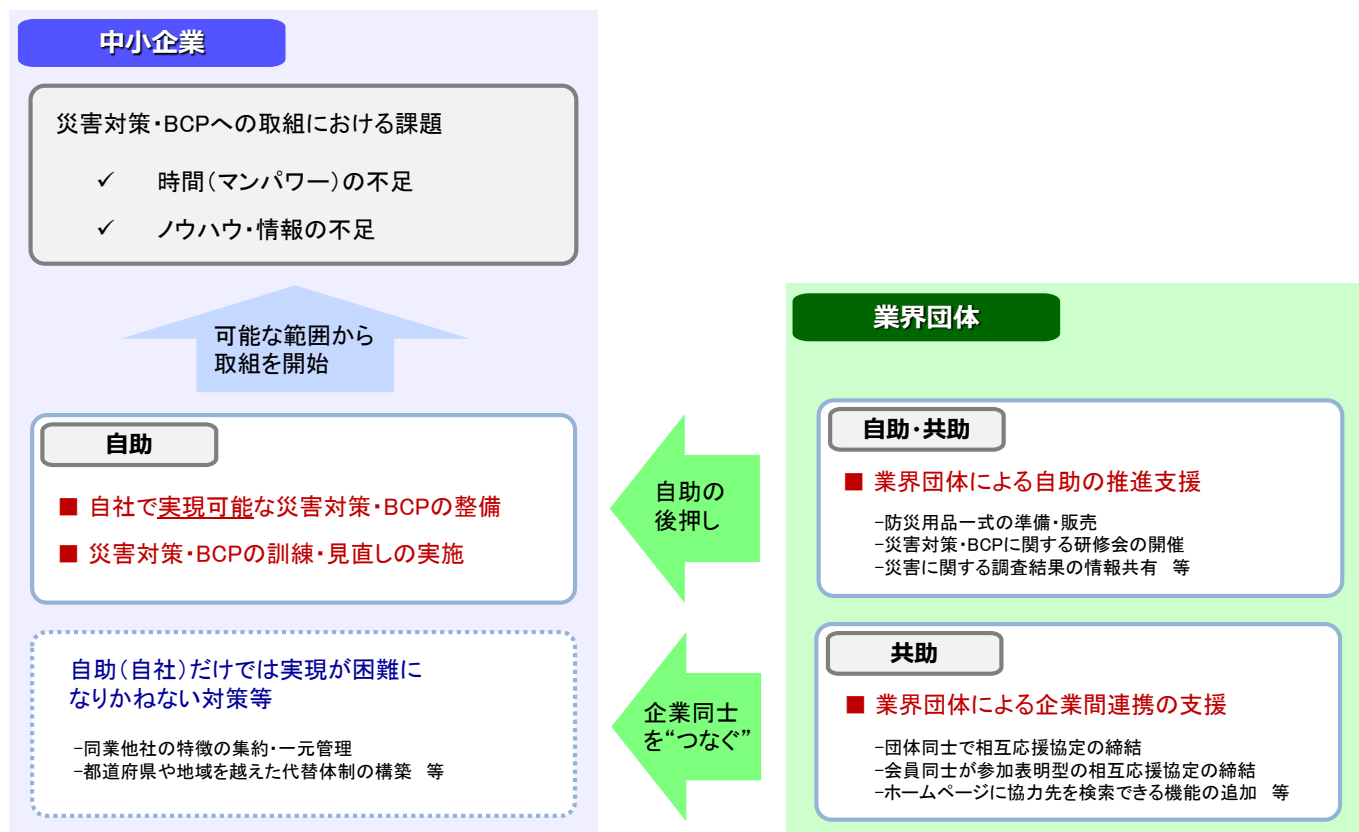 中小企業
災害対策・BCPへの取組における課題
✓ 時間(マンパワー)の不足
✓ ノウハウ・情報の不足
可能な範囲から
取組を開始
自助
■ 自社で実現可能な災害対策・BCPの整備
■ 災害対策・BCPの訓練・見直しの実施
自助(自社)だけでは実現が困難に
なりかねない対策等
-同業他社の特徴の集約・一元管理
-都道府県や地域を越えた代替体制の構築 等
自助の
後押し
企業同士
を“つなぐ”
業界団体
自助・共助
■ 業界団体による自助の推進支援
-防災用品一式の準備・販売
-災害対策・BCPに関する研修会の開催
-災害に関する調査結果の情報共有 等
共助
■ 業界団体による企業間連携の支援
-団体同士で相互応援協定の締結
-会員同士が参加表明型の相互応援協定の締結
-ホームページに協力先を検索できる機能の追加 等